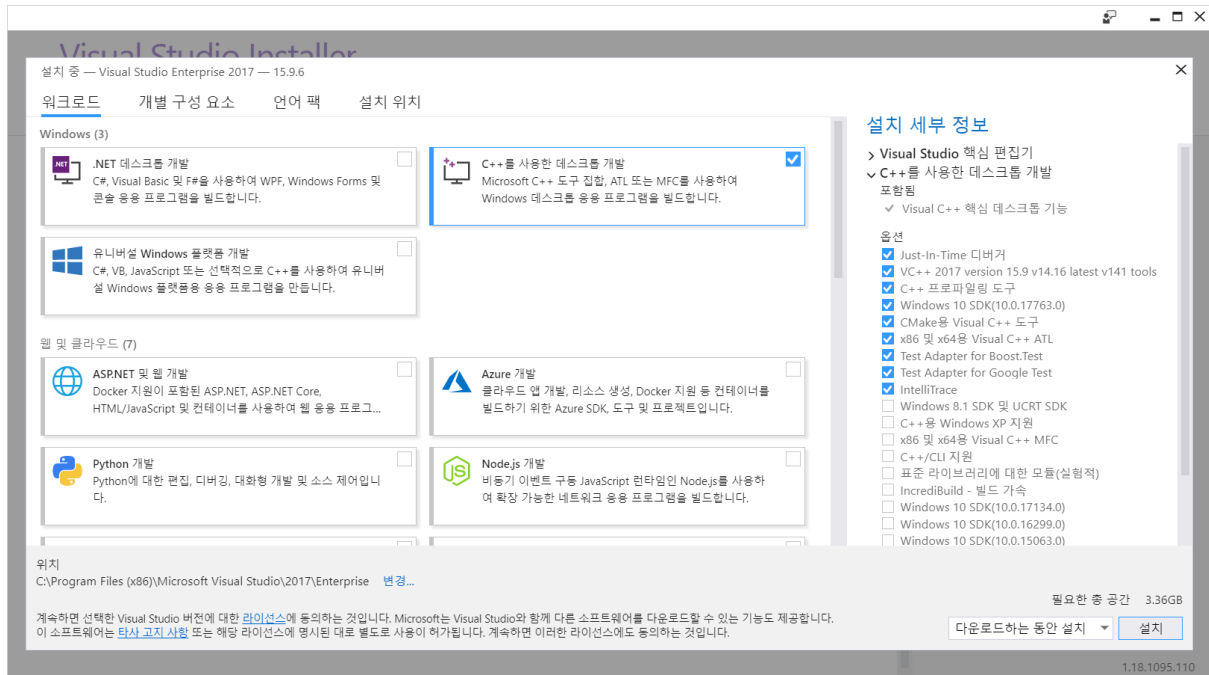 Visual Studio Installer
설치 중 — Visual Studio Enterprise 2017 — 15.9.6
워크로드 개별 구성 요소 언어 팩 설치 위치
Windows (3)
.NET 데스크톱 개발
C#, Visual Basic 및 F#을 사용하여 WPF, Windows Forms 및
콘솔 응용 프로그램을 빌드합니다.
C++를 사용한 데스크톱 개발
Microsoft C++ 도구 집합, ATL 또는 MFC를 사용하여
Windows 데스크톱 응용 프로그램을 빌드합니다.
유니버설 Windows 플랫폼 개발
C#, VB, JavaScript 또는 선택적으로 C++를 사용하여 유니버
설 Windows 플랫폼용 응용 프로그램을 만듭니다.
웹 및 클라우드 (7)
ASP.NET 및 웹 개발
Docker 지원이 포함된 ASP.NET, ASP.NET Core,
HTML/JavaScript 및 컨테이너를 사용하여 웹 응용 프로그...
Azure 개발
클라우드 앱 개발, 리소스 생성, Docker 지원 등 컨테이너를
빌드하기 위한 Azure SDK, 도구 및 프로젝트입니다.
Python 개발
Python에 대한 편집, 디버깅, 대화형 개발 및 소스 제어입니
다.
Node.js 개발
비동기 이벤트 구동 JavaScript 런타임인 Node.js를 사용하
여 확장 가능한 네트워크 응용 프로그램을 빌드합니다.
설치 세부 정보
Visual Studio 핵심 편집기
C++를 사용한 데스크톱 개발
포함됨
Visual C++ 핵심 데스크톱 기능
옵션
Just-In-Time 디버거
VC++ 2017 version 15.9 v14.16 latest v141 tools
C++ 프로파일링 도구
Windows 10 SDK(10.0.17763.0)
CMake용 Visual C++ 도구
x86 및 x64용 Visual C++ ATL
Test Adapter for Boost.Test
Test Adapter for Google Test
IntelliTrace
Windows 8.1 SDK 및 UCRT SDK
C++용 Windows XP 지원
x86 및 x64용 Visual C++ MFC
C++/CLI 지원
표준 라이브러리에 대한 모듈(실험적)
IncrediBuild - 빌드 가속
Windows 10 SDK(10.0.17134.0)
Windows 10 SDK(10.0.16299.0)
Windows 10 SDK(10.0.15063.0)
위치
C:\Program Files (x86)\Microsoft Visual Studio\2017\Enterprise 변경...
필요한 총 공간 3.36GB
계속하면 선택한 Visual Studio 버전에 대한 라이선스에 동의하는 것입니다. Microsoft는 Visual Studio와 함께 다른 소프트웨어를 다운로드할 수 있는 기능도 제공합니다.
이 소프트웨어는 타사 고지 사항 또는 해당 라이선스에 명시된 대로 별도로 사용이 허가됩니다. 계속하면 이러한 라이선스에도 동의하는 것입니다.
다운로드하는 동안 설치 설치
1.18.1095.110